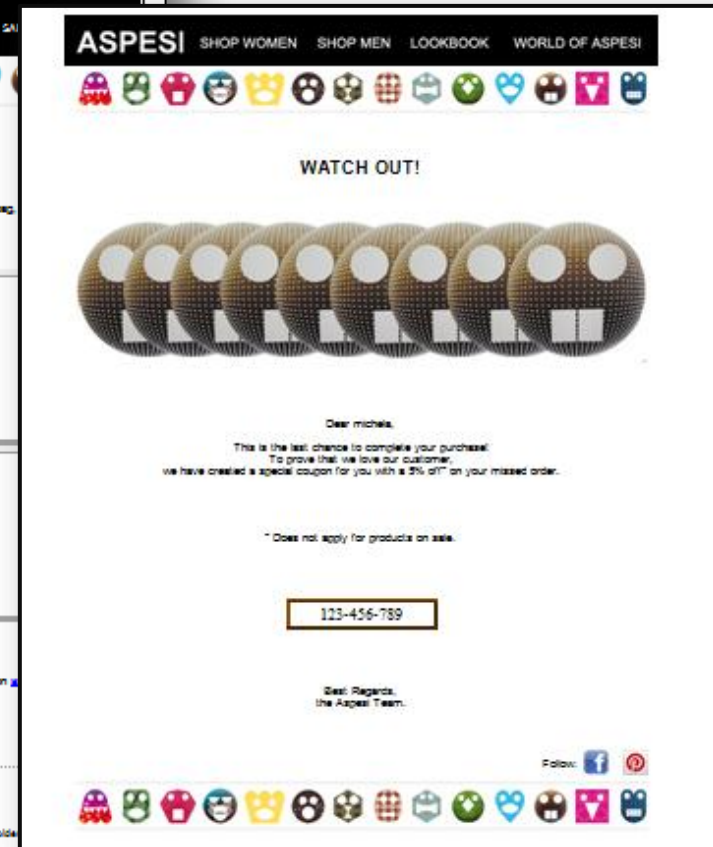 ASPESI SHOP WOMEN SHOP MEN LOOKBOOK WORLD OF ASPESI
WATCH OUT!
Dear michela,
This is the last chance to complete your purchase!
To prove that we love our customer,
we have created a special coupon for you with a 5% off* on your missed order.
* Does not apply for products on sale.
123-456-789
Best Regards,
the Aspesi Team.
Follow: